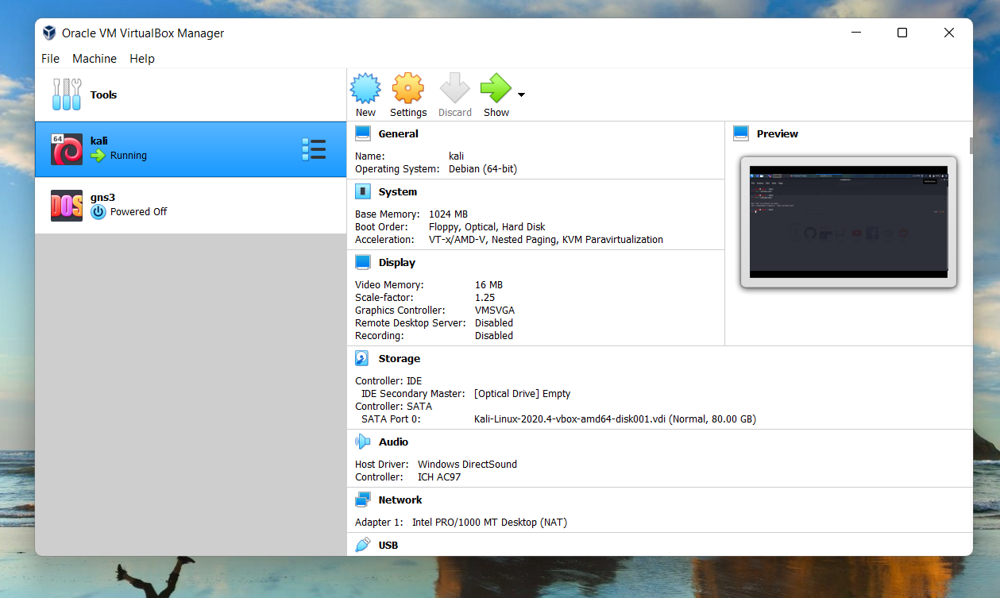 Oracle VM VirtualBox Manager
File Machine Help
Tools
New Settings Discard Show
64
kali
Running
DOS
gns3
Powered Off
General
Name: kali
Operating System: Debian (64-bit)
System
Base Memory: 1024 MB
Boot Order: Floppy, Optical, Hard Disk
Acceleration: VT-x/AMD-V, Nested Paging, KVM Paravirtualization
Display
Video Memory: 16 MB
Scale-factor: 1.25
Graphics Controller: VMSVGA
Remote Desktop Server: Disabled
Recording: Disabled
Preview
Storage
Controller: IDE
IDE Secondary Master: [Optical Drive] Empty
Controller: SATA
SATA Port 0: Kali-Linux-2020.4-vbox-amd64-disk001.vdi (Normal, 80.00 GB)
Audio
Host Driver: Windows DirectSound
Controller: ICH AC97
Network
Adapter 1: Intel PRO/1000 MT Desktop (NAT)
USB